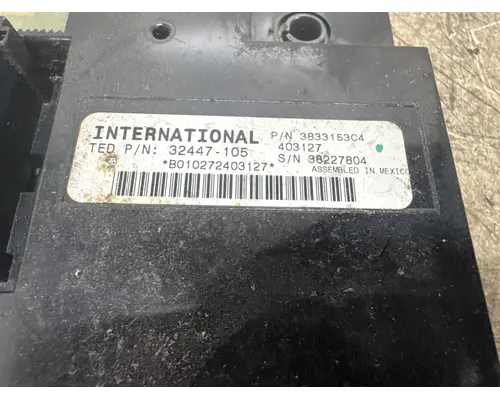 INTERNATIONAL P/N 3833153C4
TED P/N: 32447-105 403127
*B010272403127* S/N 38227804
ASSEMBLED IN MEXICO